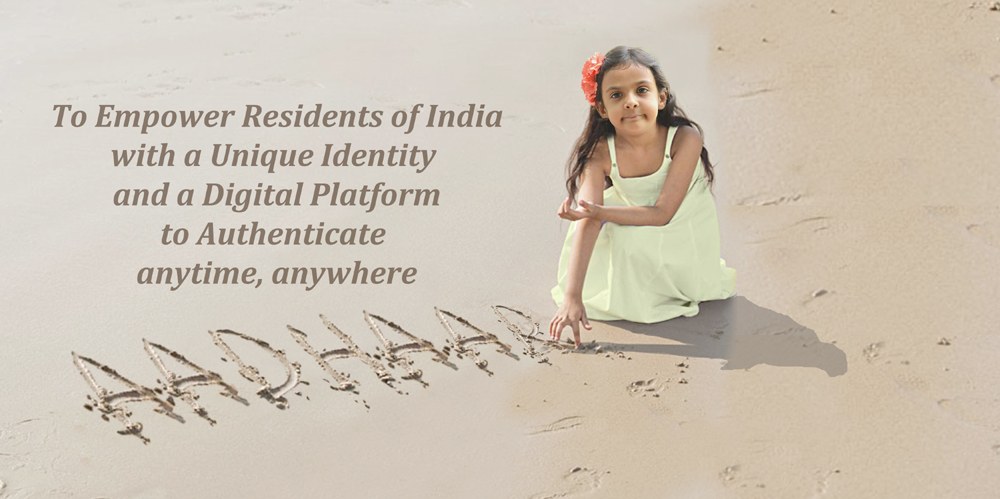 To Empower Residents of India
with a Unique Identity
and a Digital Platform
to Authenticate
anytime, anywhere
AADHAAR